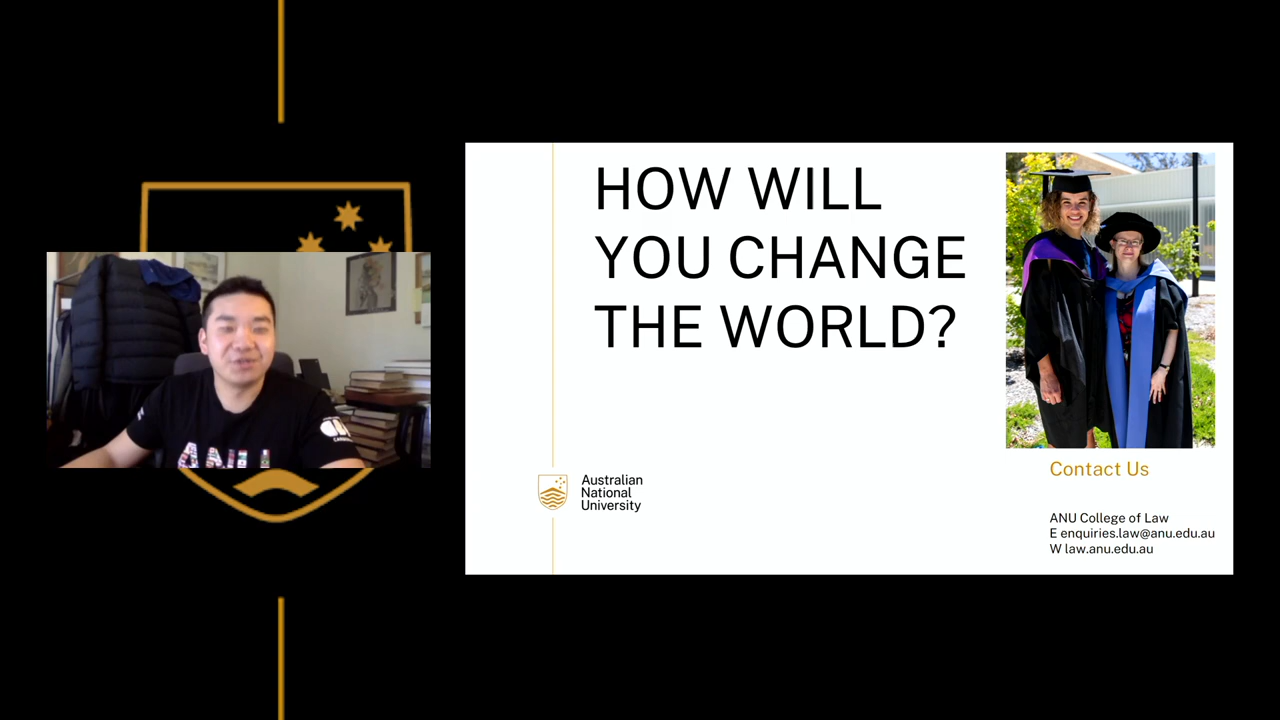 HOW WILL
YOU CHANGE
THE WORLD?
Australian
National
University
Contact Us
ANU College of Law
E enquiries.law@anu.edu.au
W law.anu.edu.au
ANU